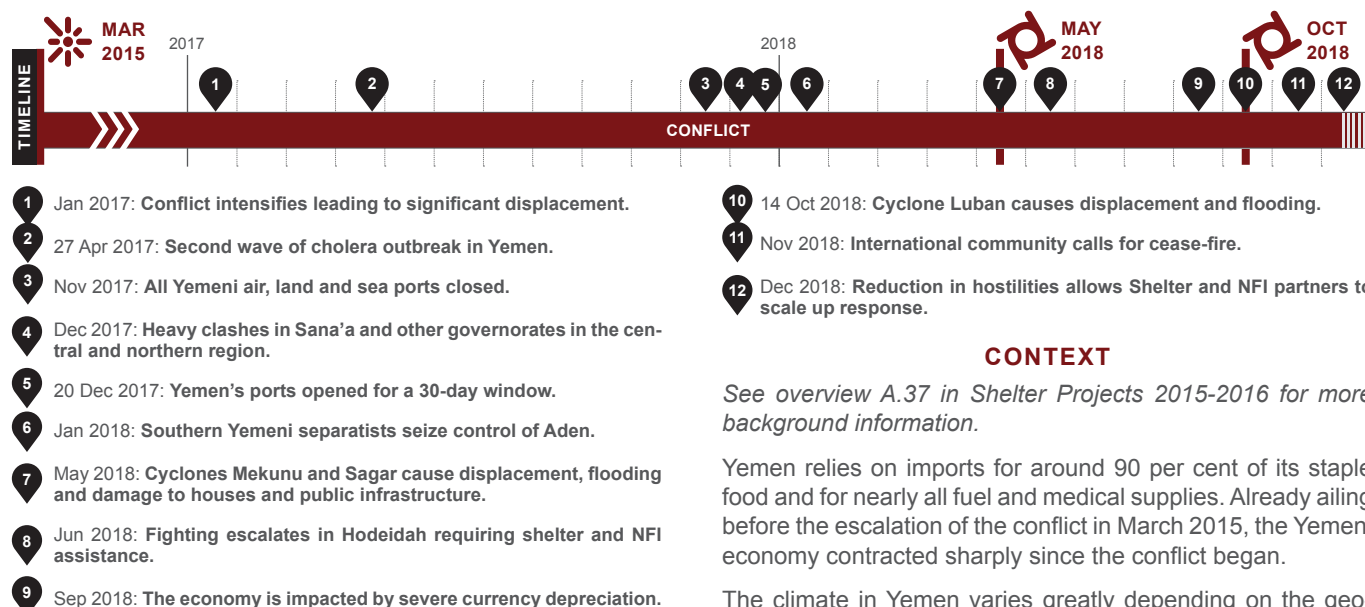 MAR
2015
2017
2018
MAY
2018
OCT
2018
TIMELINE
1
2
3
4
5
6
7
8
9
10
11
12
CONFLICT
1 Jan 2017: Conflict intensifies leading to significant displacement.
2 27 Apr 2017: Second wave of cholera outbreak in Yemen.
3 Nov 2017: All Yemeni air, land and sea ports closed.
4 Dec 2017: Heavy clashes in Sana'a and other governorates in the cen-
tral and northern region.
5 20 Dec 2017: Yemen's ports opened for a 30-day window.
6 Jan 2018: Southern Yemeni separatists seize control of Aden.
7 May 2018: Cyclones Mekunu and Sagar cause displacement, flooding
and damage to houses and public infrastructure.
8 Jun 2018: Fighting escalates in Hodeidah requiring shelter and NFI
assistance.
9 Sep 2018: The economy is impacted by severe currency depreciation.
10 14 Oct 2018: Cyclone Luban causes displacement and flooding.
11 Nov 2018: International community calls for cease-fire.
12 Dec 2018: Reduction in hostilities allows Shelter and NFI partners to
scale up response.
CONTEXT
See overview A.37 in Shelter Projects 2015-2016 for more
background information.
Yemen relies on imports for around 90 per cent of its staple
food and for nearly all fuel and medical supplies. Already ailing
before the escalation of the conflict in March 2015, the Yemen
economy contracted sharply since the conflict began.
The climate in Yemen varies greatly depending on the geo-